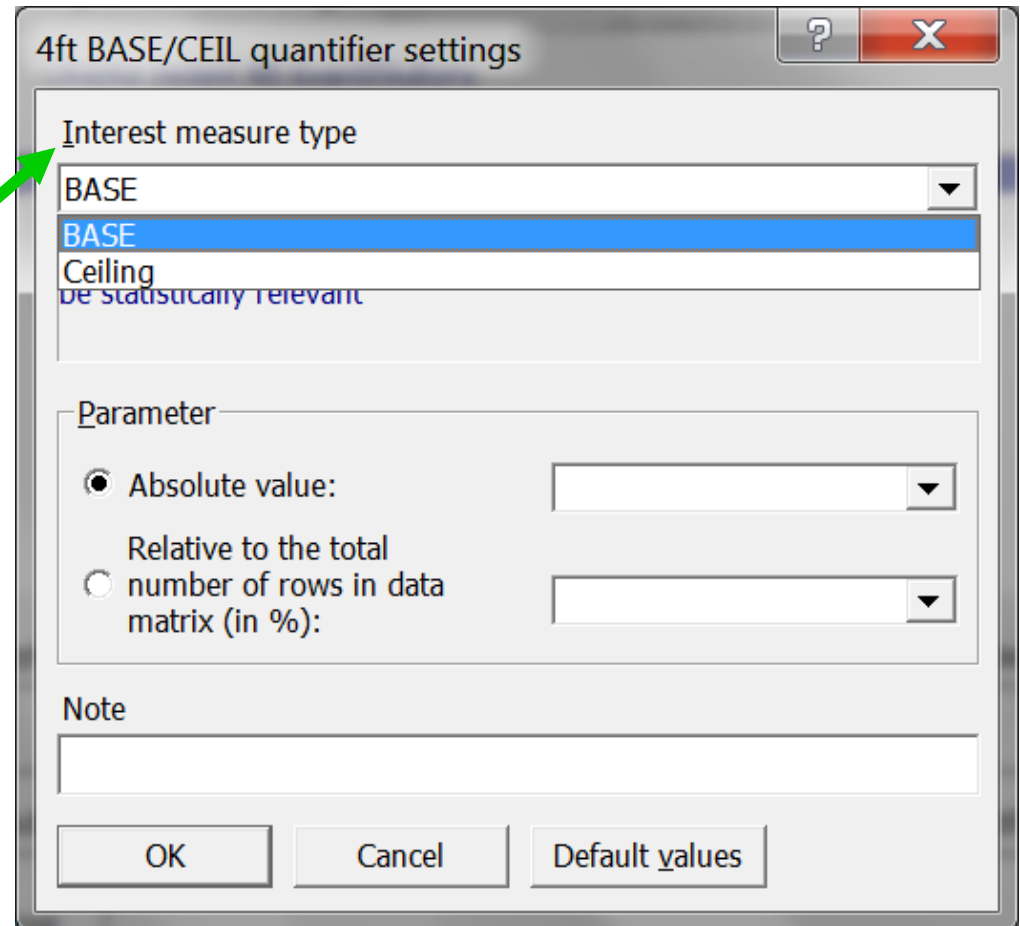 4ft BASE/CEIL quantifier settings
Interest measure type
BASE
BASE
Ceiling
be statistically relevant
Parameter
Absolute value:
Relative to the total
number of rows in data
matrix (in %):
Note
OK
Cancel
Default values